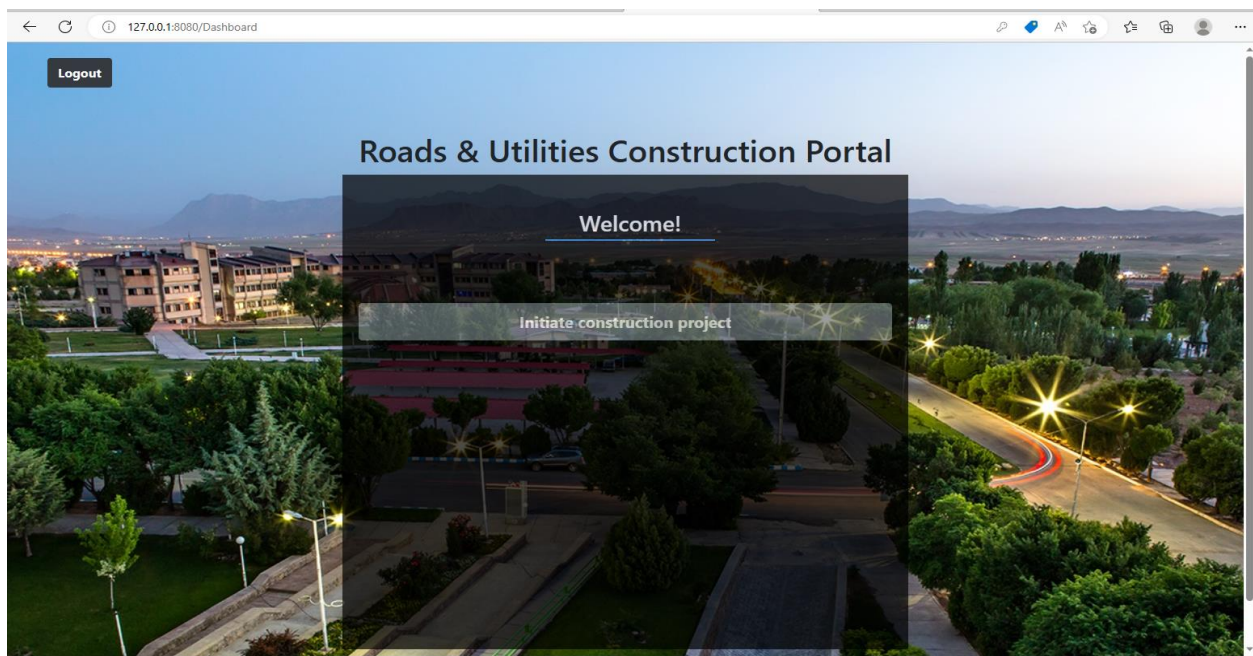 127.0.0.1:8080/Dashboard
Logout
Roads & Utilities Construction Portal
Welcome!
Initiate construction project